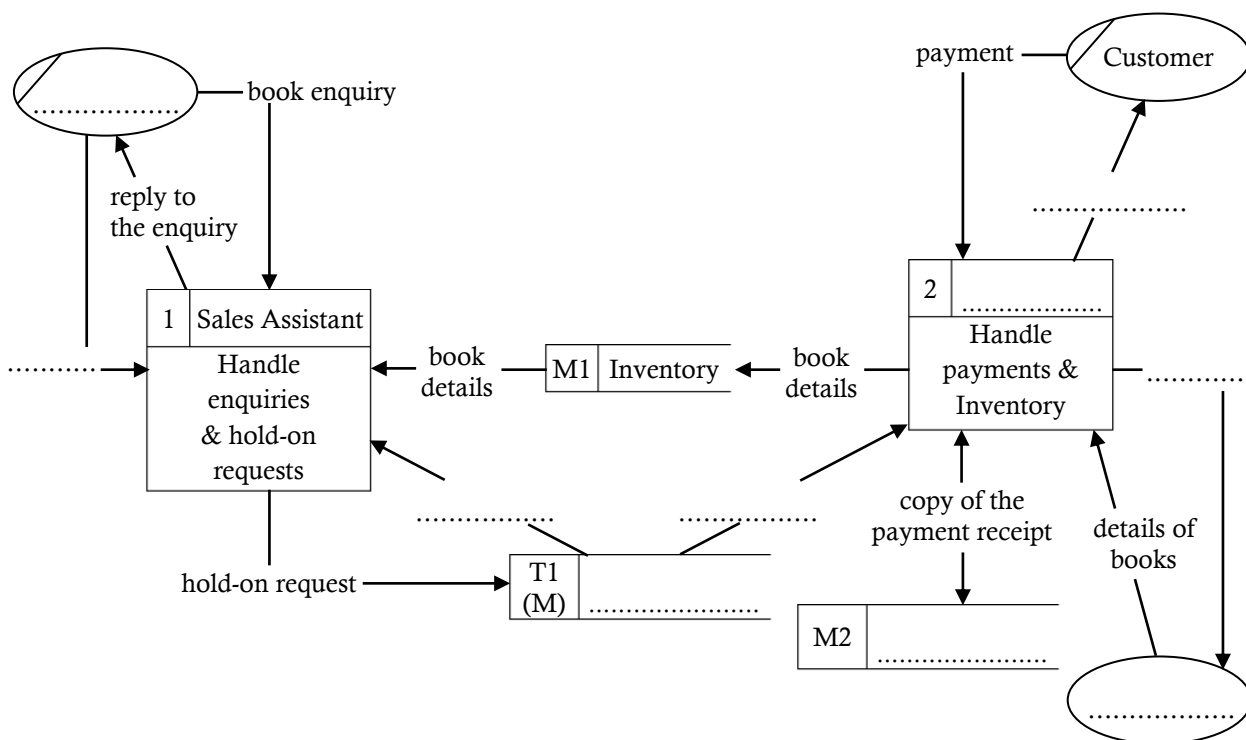 payment
Customer
book enquiry
reply to
the enquiry
1 Sales Assistant
Handle
enquiries
& hold-on
requests
book
details
M1 Inventory
book
details
2
Handle
payments &
Inventory
copy of the
payment receipt
details of
books
hold-on request
T1
(M)
M2